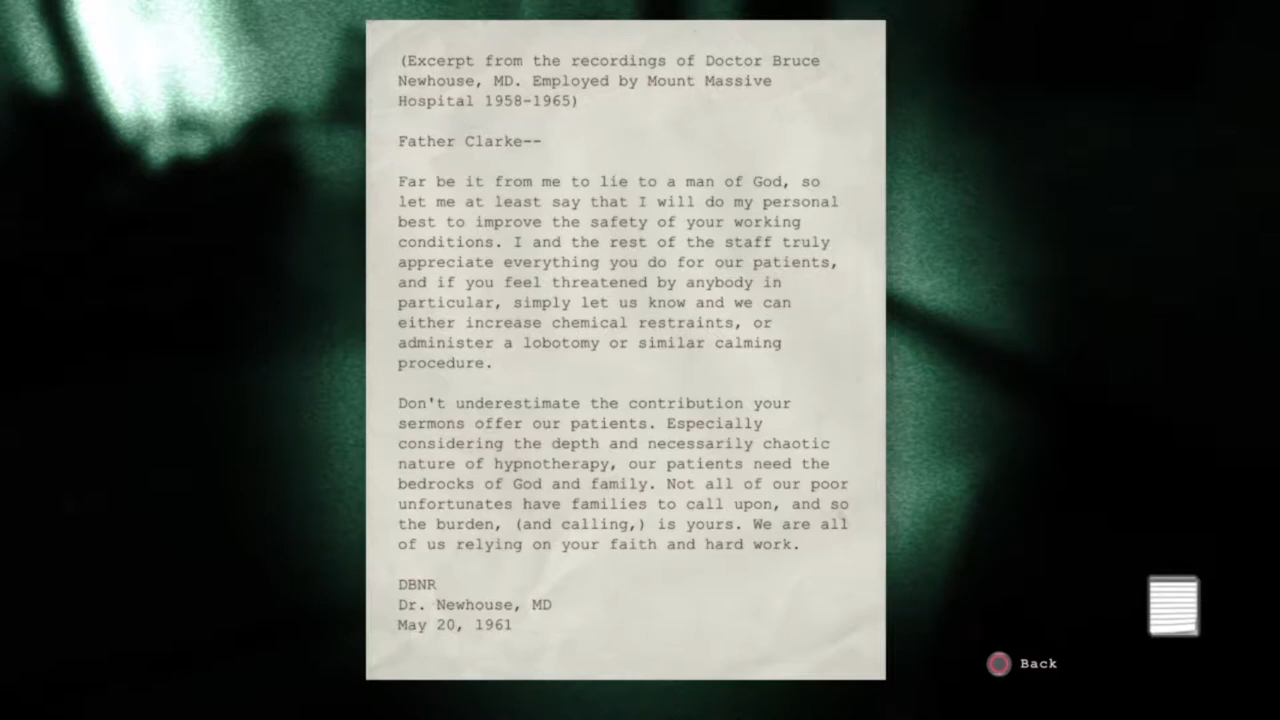 (Excerpt from the recordings of Doctor Bruce
Newhouse, MD. Employed by Mount Massive
Hospital 1958-1965)
Father Clarke--
Far be it from me to lie to a man of God, so
let me at least say that I will do my personal
best to improve the safety of your working
conditions. I and the rest of the staff truly
appreciate everything you do for our patients,
and if you feel threatened by anybody in
particular, simply let us know and we can
either increase chemical restraints, or
administer a lobotomy or similar calming
procedure.
Don't underestimate the contribution your
sermons offer our patients. Especially
considering the depth and necessarily chaotic
nature of hypnotherapy, our patients need the
bedrocks of God and family. Not all of our poor
unfortunates have families to call upon, and so
the burden, (and calling,) is yours. We are all
of us relying on your faith and hard work.
DBNR
Dr. Newhouse, MD
May 20, 1961
Back